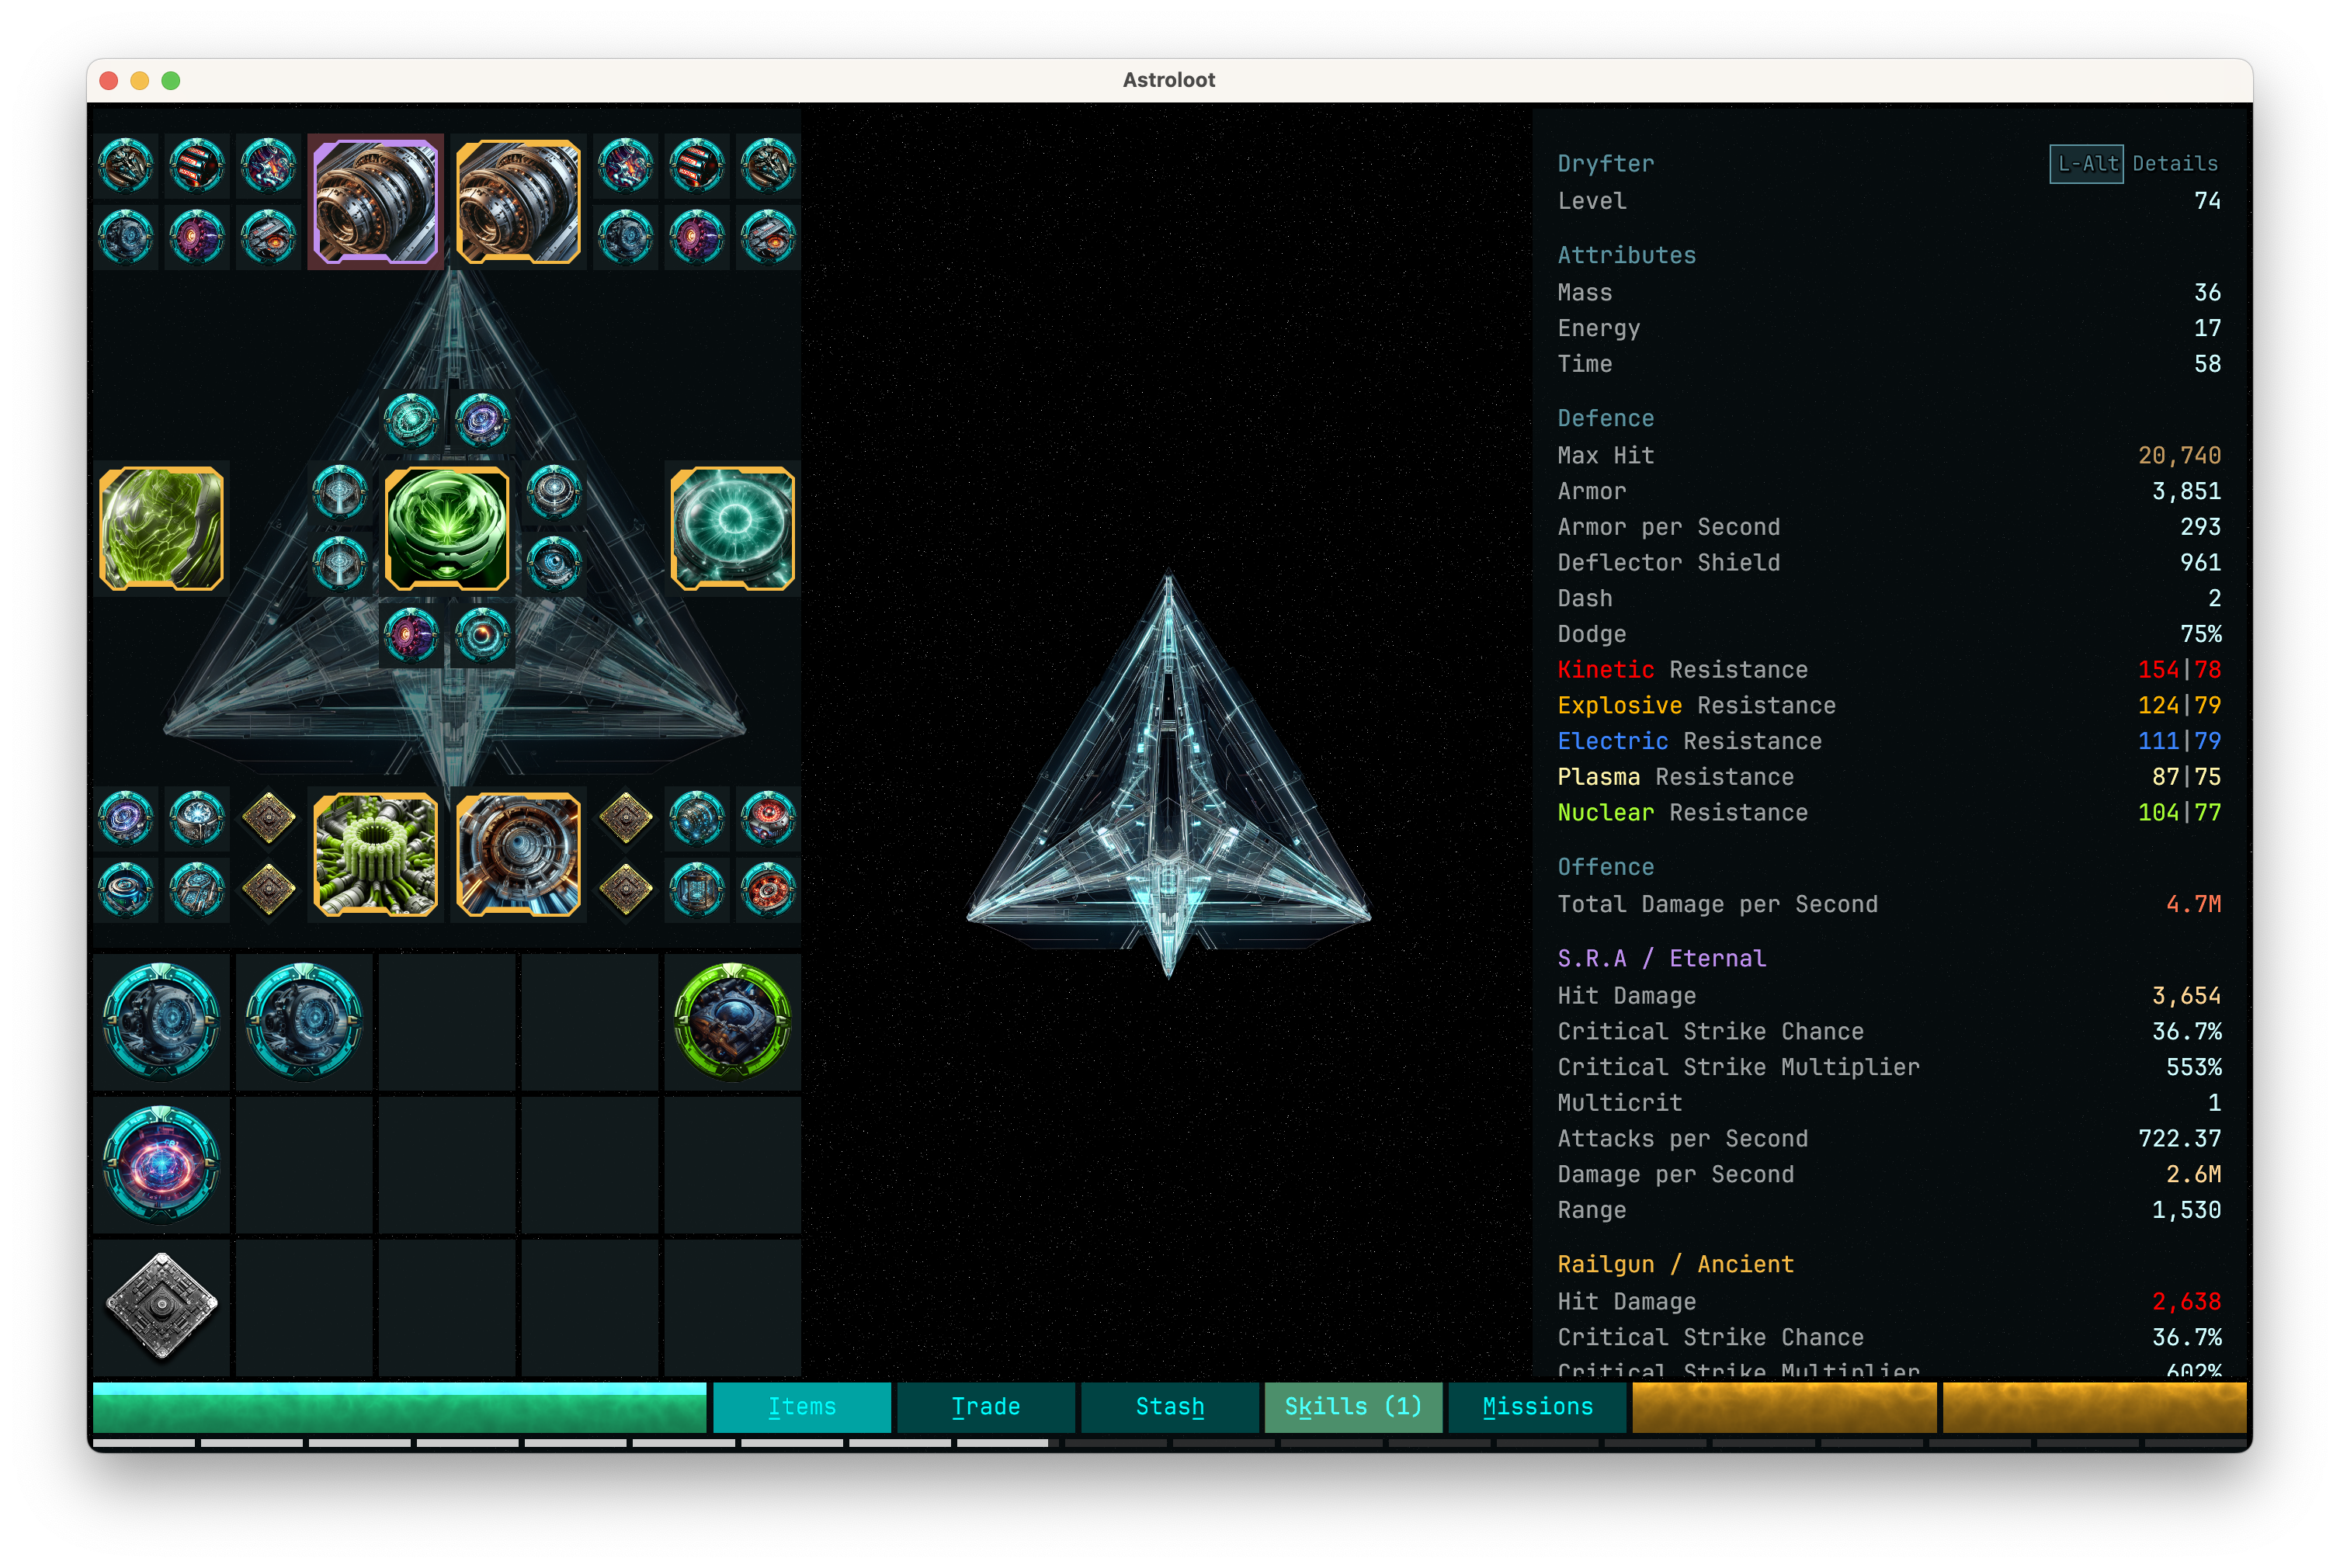 Astroloot
Dryfter L-Alt Details
Level 74
Attributes
Mass 36
Energy 17
Time 58
Defence
Max Hit 20,740
Armor 3,851
Armor per Second 293
Deflector Shield 961
Dash 2
Dodge 75%
Kinetic Resistance 154|78
Explosive Resistance 124|79
Electric Resistance 111|79
Plasma Resistance 87|75
Nuclear Resistance 104|77
Offence
Total Damage per Second 4.7M
S.R.A / Eternal
Hit Damage 3,654
Critical Strike Chance 36.7%
Critical Strike Multiplier 553%
Multicrit 1
Attacks per Second 722.37
Damage per Second 2.6M
Range 1,530
Railgun / Ancient
Hit Damage 2,638
Critical Strike Chance 36.7%
Critical Strike Multiplier 602%
Items Trade Stash Skills (1) Missions